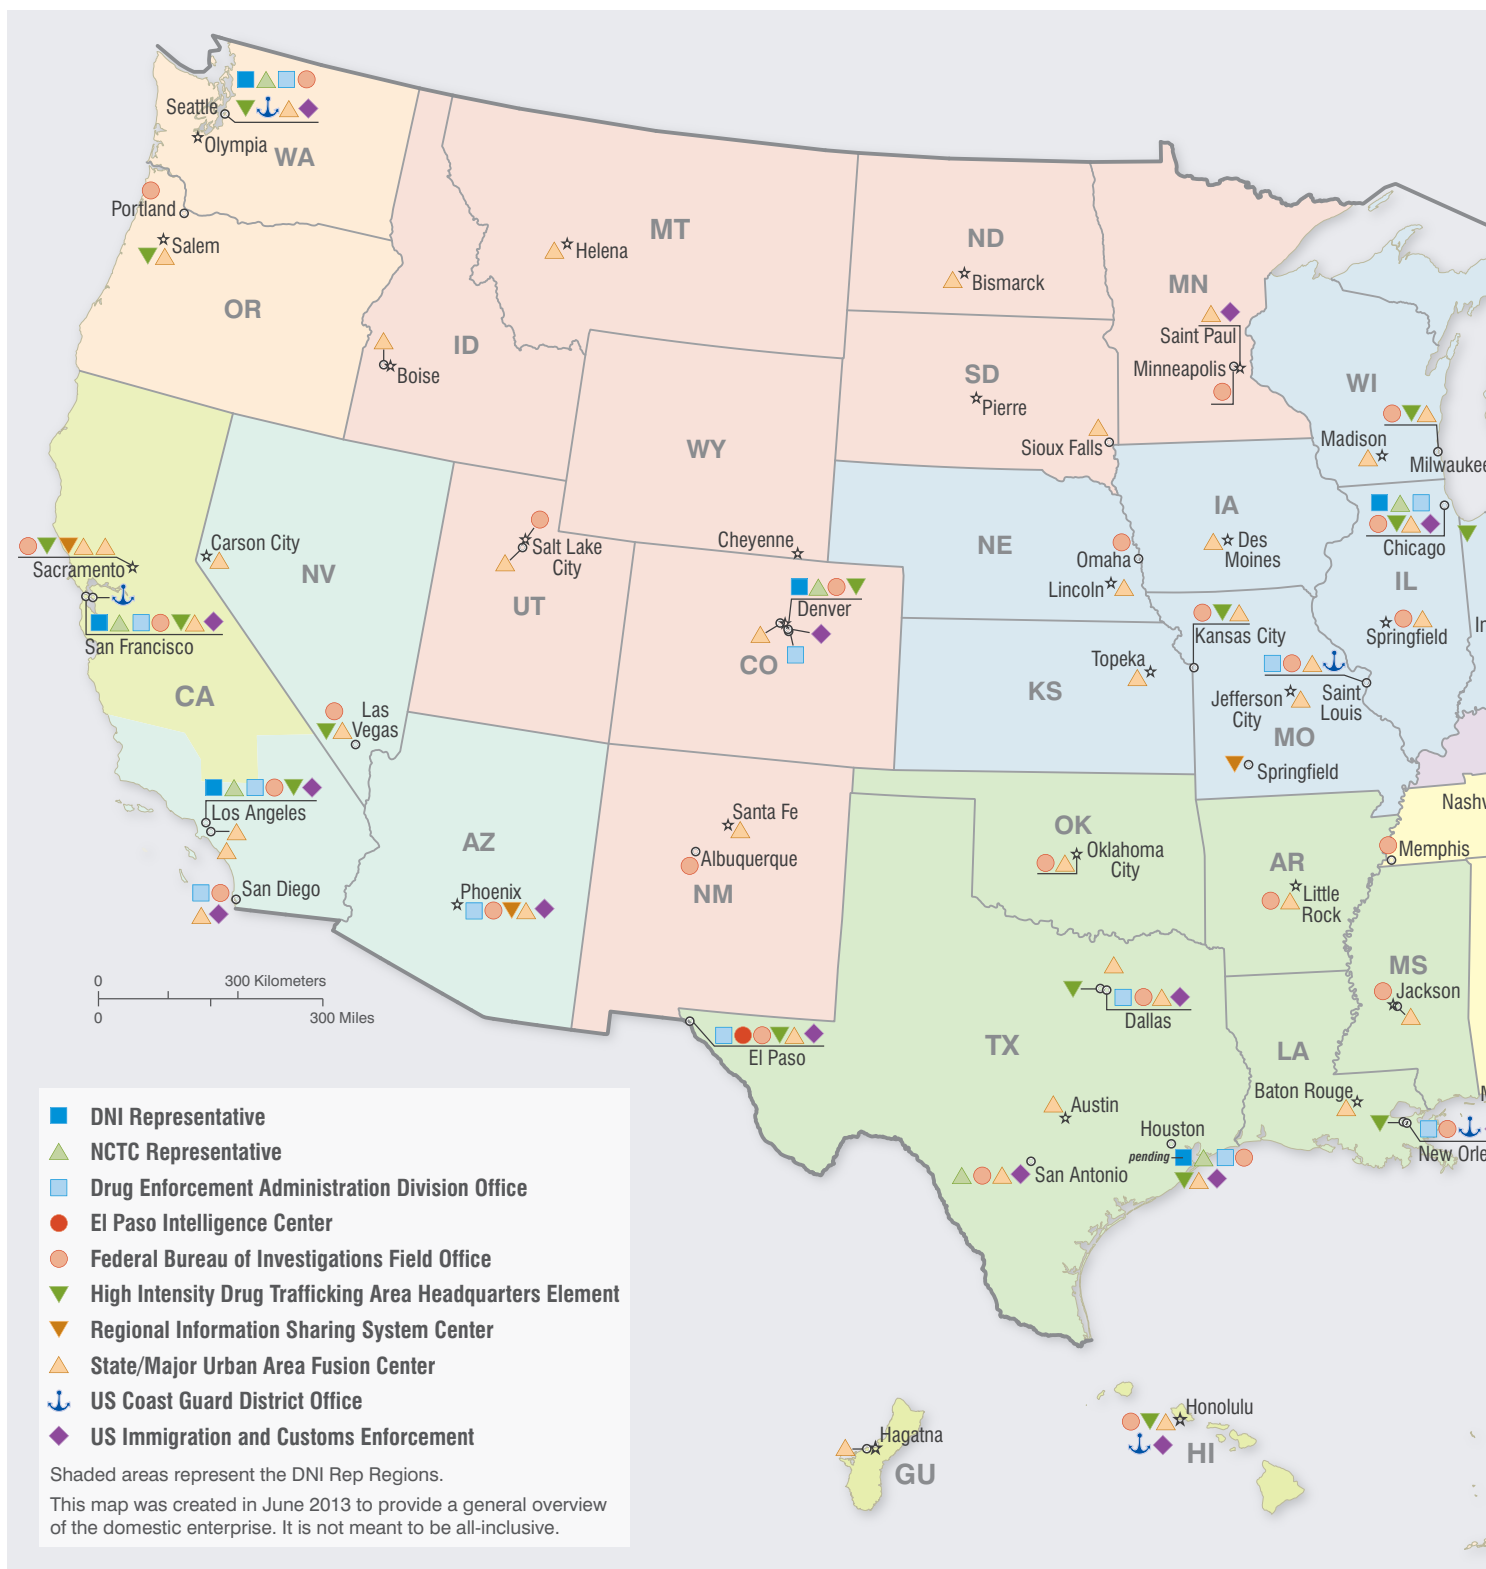 Seattle
Olympia
WA
Portland
Salem
OR
MT
Helena
ND
Bismarck
MN
Saint Paul
Minneapolis
ID
Boise
SD
Pierre
Sioux Falls
WI
Madison
Milwaukee
WY
Cheyenne
IA
Des
Moines
Chicago
IL
Springfield
In
NE
Omaha
Lincoln
Carson City
NV
Salt Lake
City
UT
Sacramento
San Francisco
CA
Denver
CO
Kansas City
Topeka
KS
Jefferson
City
Saint
Louis
MO
Springfield
Las
Vegas
Los Angeles
San Diego
AZ
Phoenix
Santa Fe
Albuquerque
NM
OK
Oklahoma
City
AR
Little
Rock
Nashv
Memphis
MS
Jackson
0 300 Kilometers
0 300 Miles
El Paso
TX
Dallas
LA
Baton Rouge
M
Austin
Houston
pending
San Antonio
New Orle
DNI Representative
NCTC Representative
Drug Enforcement Administration Division Office
El Paso Intelligence Center
Federal Bureau of Investigations Field Office
High Intensity Drug Trafficking Area Headquarters Element
Regional Information Sharing System Center
State/Major Urban Area Fusion Center
US Coast Guard District Office
US Immigration and Customs Enforcement
Shaded areas represent the DNI Rep Regions.
This map was created in June 2013 to provide a general overview
of the domestic enterprise. It is not meant to be all-inclusive.
Hagatna
GU
Honolulu
HI